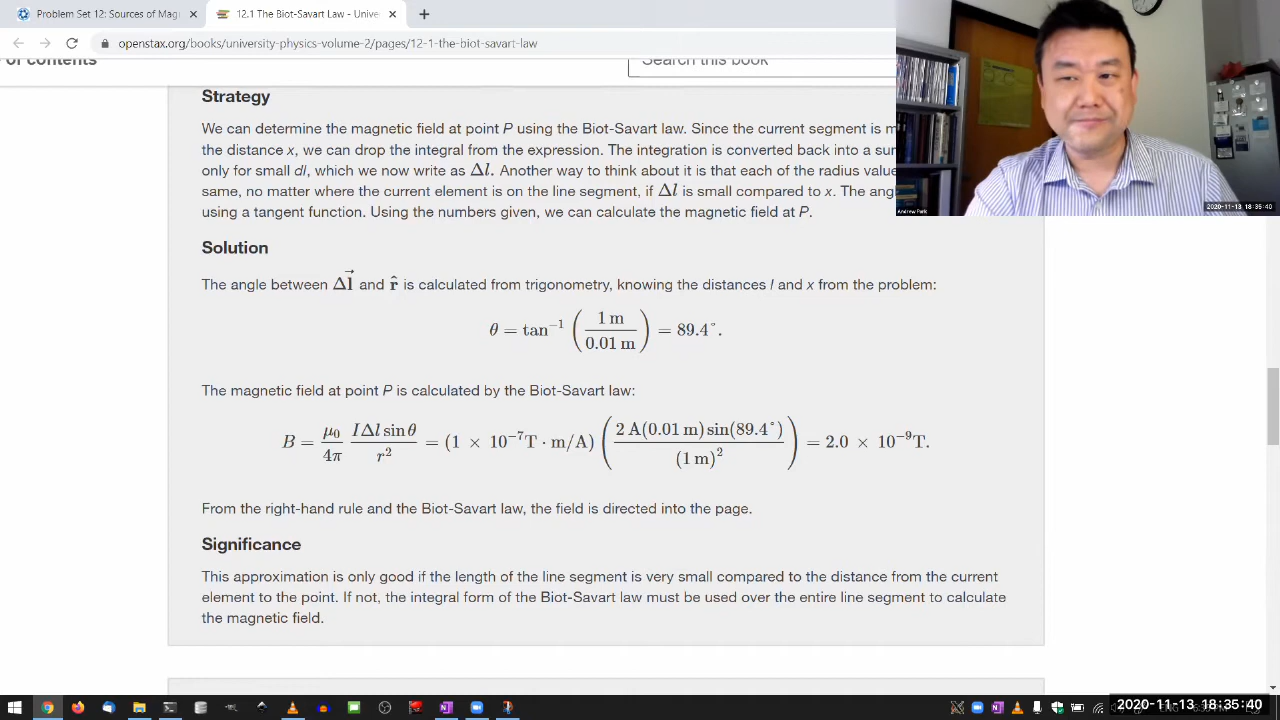 Problem Set 12: Sources of Mag
12.1 The Biot-Savart Law - Unive
openstax.org/books/university-physics-volume-2/pages/12-1-the-biot-savart-law
of contents
Search this book
Strategy
We can determine the magnetic field at point P using the Biot-Savart law. Since the current segment is m
the distance x, we can drop the integral from the expression. The integration is converted back into a sum
only for small dl, which we now write as Δl. Another way to think about it is that each of the radius value
same, no matter where the current element is on the line segment, if Δl is small compared to x. The ang
using a tangent function. Using the numbers given, we can calculate the magnetic field at P.
Solution
The angle between Δl⃗ and r̂ is calculated from trigonometry, knowing the distances l and x from the problem:
θ = tan⁻¹ (1 m / 0.01 m) = 89.4°.
The magnetic field at point P is calculated by the Biot-Savart law:
B = μ₀/4π IΔl sin θ/r² = (1 × 10⁻⁷ T · m/A) (2 A(0.01 m) sin(89.4°)/(1 m)²) = 2.0 × 10⁻⁹ T.
From the right-hand rule and the Biot-Savart law, the field is directed into the page.
Significance
This approximation is only good if the length of the line segment is very small compared to the distance from the current
element to the point. If not, the integral form of the Biot-Savart law must be used over the entire line segment to calculate
the magnetic field.
Andrew Park
2020-11-13 18:35:40
2020-11-13 18:35:40